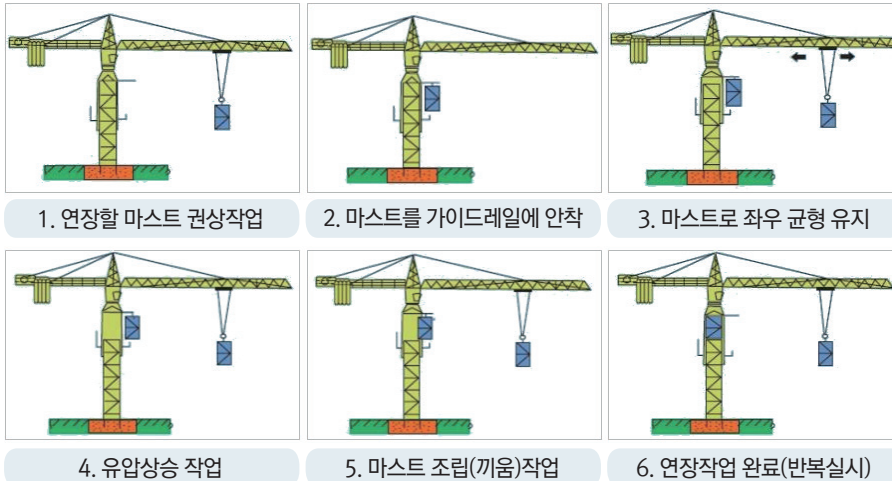 1. 연장할 마스트 권상작업
2. 마스트를 가이드레일에 안착
3. 마스트로 좌우 균형 유지
4. 유압상승 작업
5. 마스트 조립(끼움)작업
6. 연장작업 완료(반복실시)